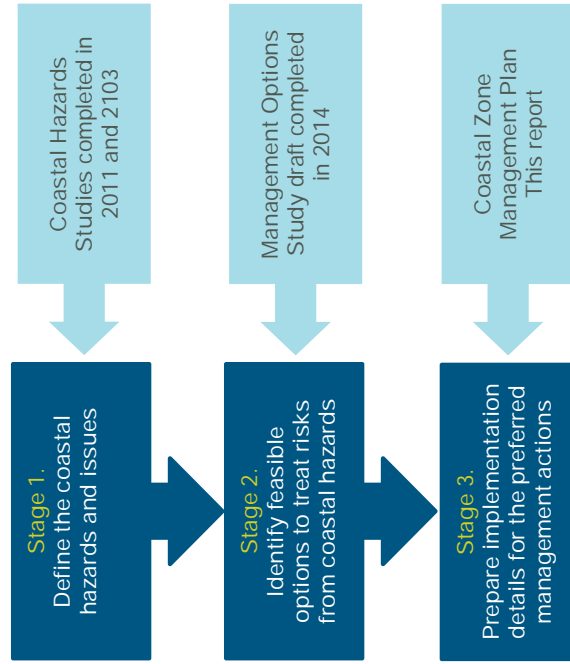 Stage 1.
Define the coastal
hazards and issues
Coastal Hazards
Studies completed in
2011 and 2103
Stage 2.
Identify feasible
options to treat risks
from coastal hazards
Management Options
Study draft completed
in 2014
Stage 3.
Prepare implementation
details for the preferred
management actions
Coastal Zone
Management Plan
This report